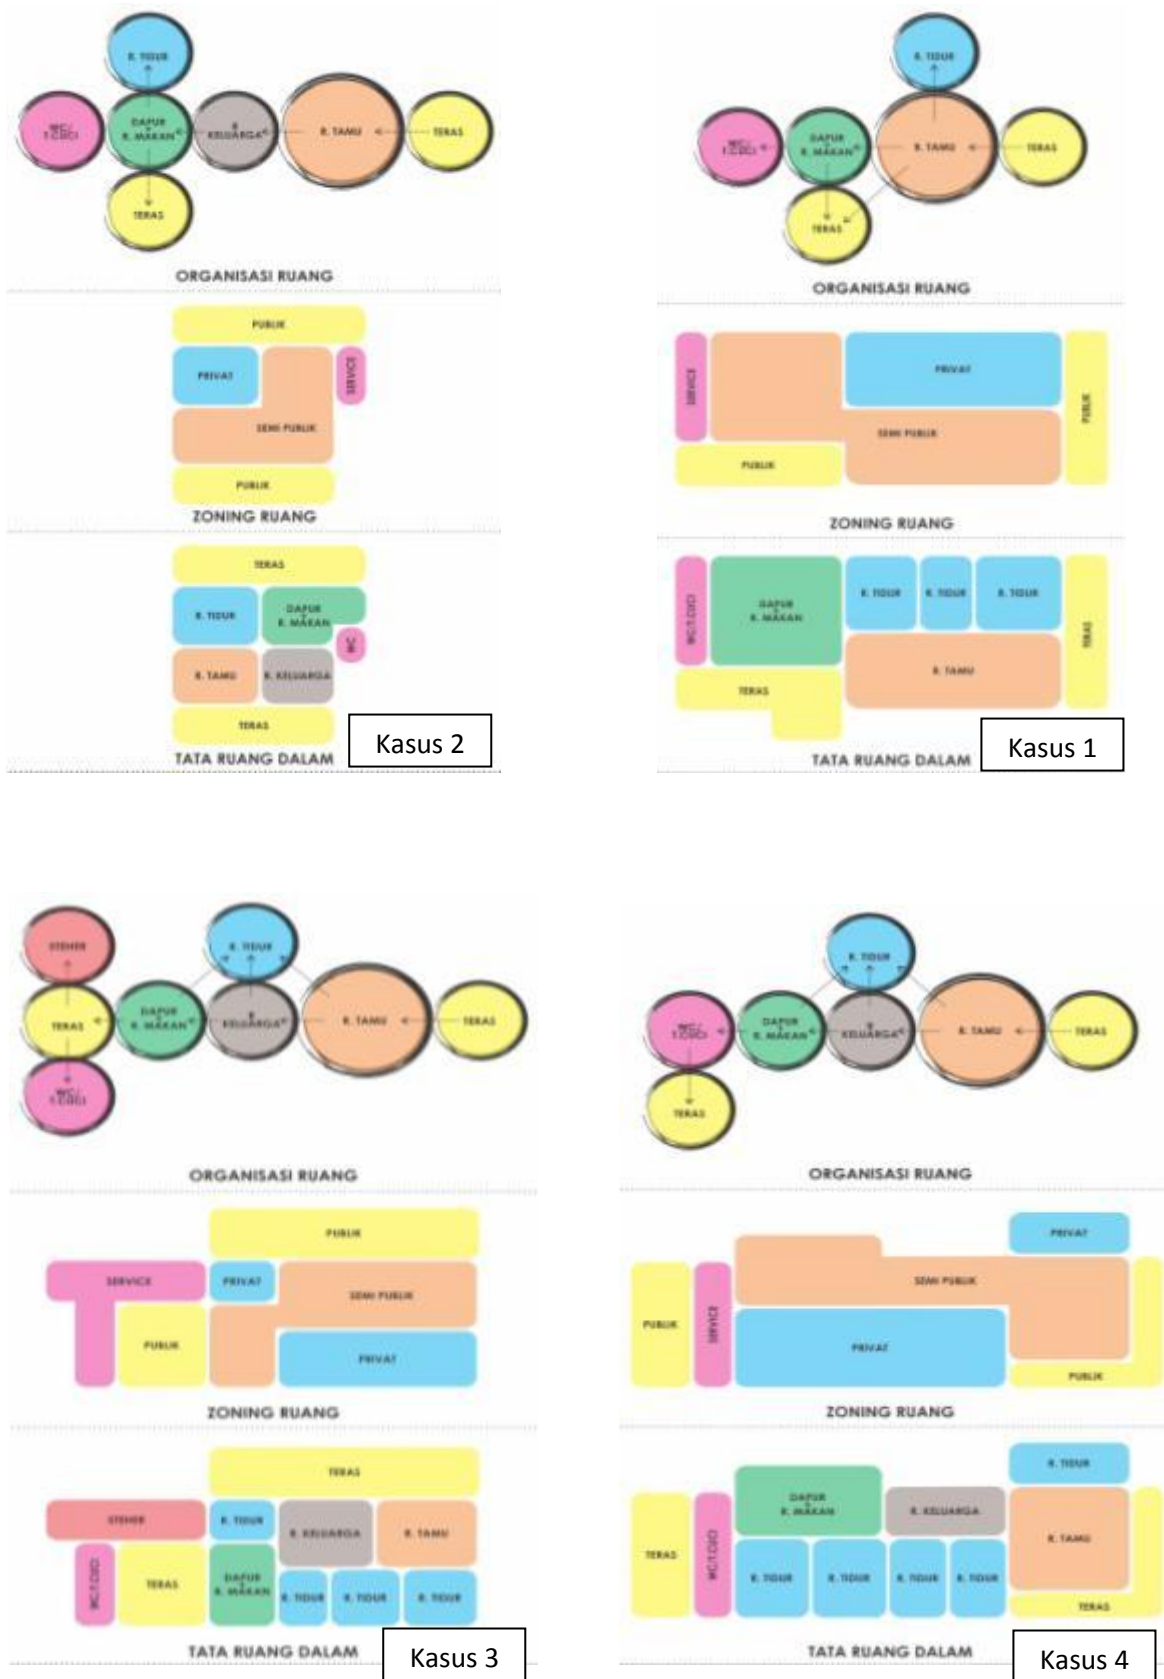 R. TIDUR
WC/
T.CUCI
DAPUR
+
R. MAKAN
R.
KELUARGA
R. TAMU
TERAS
TERAS
ORGANISASI RUANG
PUBLIK
PRIVAT
SERVICE
SEMI PUBLIK
PUBLIK
ZONING RUANG
TERAS
R. TIDUR
DAPUR
+
R. MAKAN
WC
R. TAMU
R. KELUARGA
TERAS
Kasus 2
TATA RUANG DALAM
R. TIDUR
WC/
T.CUCI
DAPUR
+
R. MAKAN
R. TAMU
TERAS
TERAS
ORGANISASI RUANG
SERVICE
PRIVAT
PUBLIK
SEMI PUBLIK
PUBLIK
ZONING RUANG
WC/T.CUCI
DAPUR
+
R. MAKAN
R. TIDUR
R. TIDUR
R. TIDUR
TERAS
R. TAMU
TERAS
Kasus 1
TATA RUANG DALAM
STEHER
R. TIDUR
TERAS
DAPUR
+
R. MAKAN
R.
KELUARGA
R. TAMU
TERAS
WC/
T.CUCI
ORGANISASI RUANG
PUBLIK
SERVICE
PRIVAT
SEMI PUBLIK
PUBLIK
PRIVAT
ZONING RUANG
TERAS
STEHER
R. TIDUR
R. KELUARGA
R. TAMU
WC/T.CUCI
TERAS
DAPUR
+
R. MAKAN
R. TIDUR
R. TIDUR
R. TIDUR
TATA RUANG DALAM
Kasus 3
R. TIDUR
WC/
T.CUCI
DAPUR
+
R. MAKAN
R.
KELUARGA
R. TAMU
TERAS
TERAS
ORGANISASI RUANG
PRIVAT
SEMI PUBLIK
PUBLIK
SERVICE
PRIVAT
PUBLIK
ZONING RUANG
R. TIDUR
DAPUR
+
R. MAKAN
R. KELUARGA
R. TAMU
TERAS
WC/T.CUCI
R. TIDUR
R. TIDUR
R. TIDUR
R. TIDUR
TERAS
TATA RUANG DALAM
Kasus 4